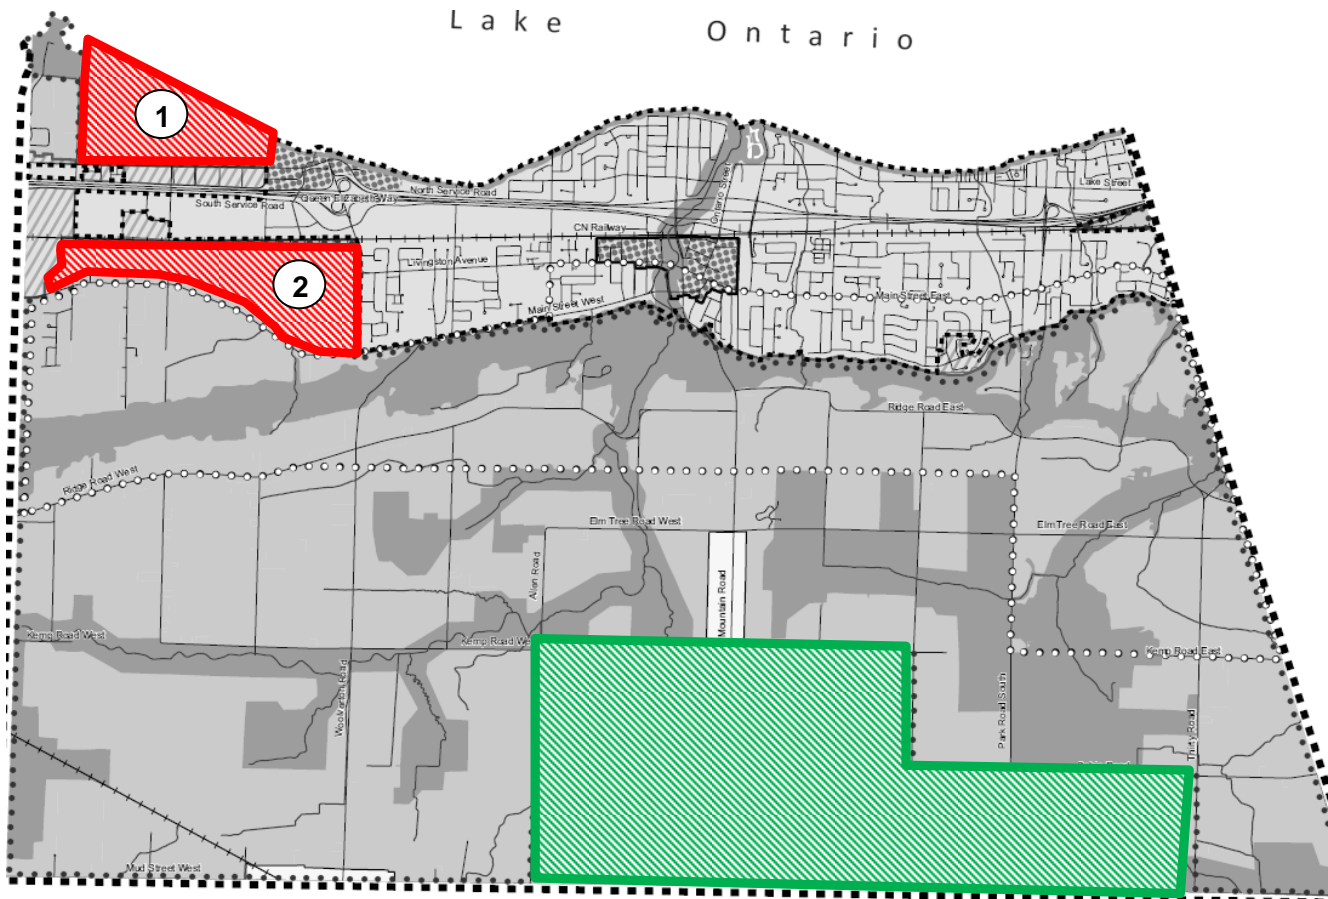 Lake Ontario
1
Lake Street
North Service Road
Queen Elizabeth Way
South Service Road
Ontario Street
CN Railway
Livingston Avenue
2
Main Street East
Main Street West
Ridge Road East
Ridge Road West
Elm Tree Road West
Elm Tree Road East
Allen Road
Mountain Road
Kemp Road West
Kemp Road We
Kemp Road East
Woolverton Road
Park Road South
Thirty Road
Mud Street West